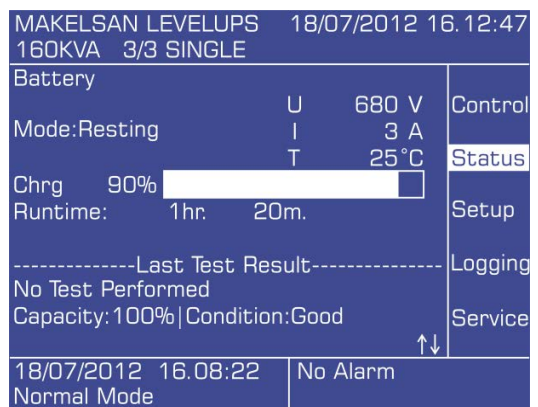 MAKELSAN LEVELUPS 18/07/2012 16.12:47
160KVA 3/3 SINGLE
Battery
U 680 V
Mode:Resting I 3 A
T 25°C
Chrg 90%
Runtime: 1hr. 20m.
--------------Last Test Result---------------
No Test Performed
Capacity:100%|Condition:Good
↑↓
Control
Status
Setup
Logging
Service
18/07/2012 16.08:22
Normal Mode
No Alarm